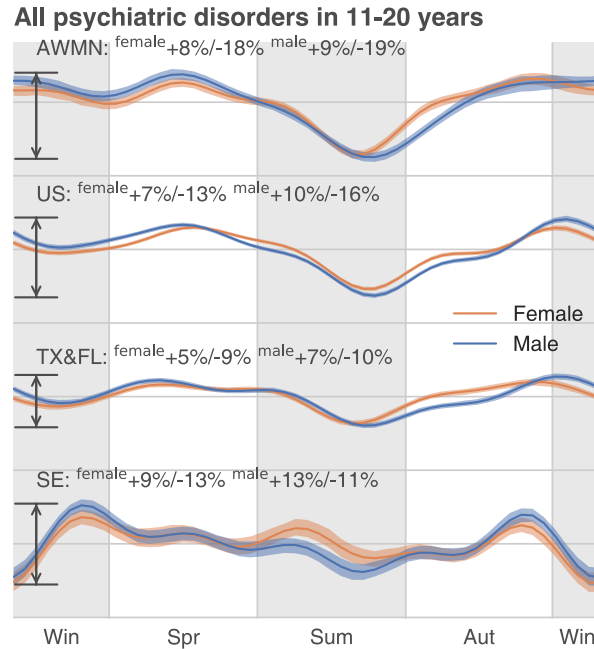 All psychiatric disorders in 11-20 years
AWMN: female+8%/-18% male+9%/-19%
US: female+7%/-13% male+10%/-16%
Female
Male
TX&FL: female+5%/-9% male+7%/-10%
SE: female+9%/-13% male+13%/-11%
Win Spr Sum Aut Win